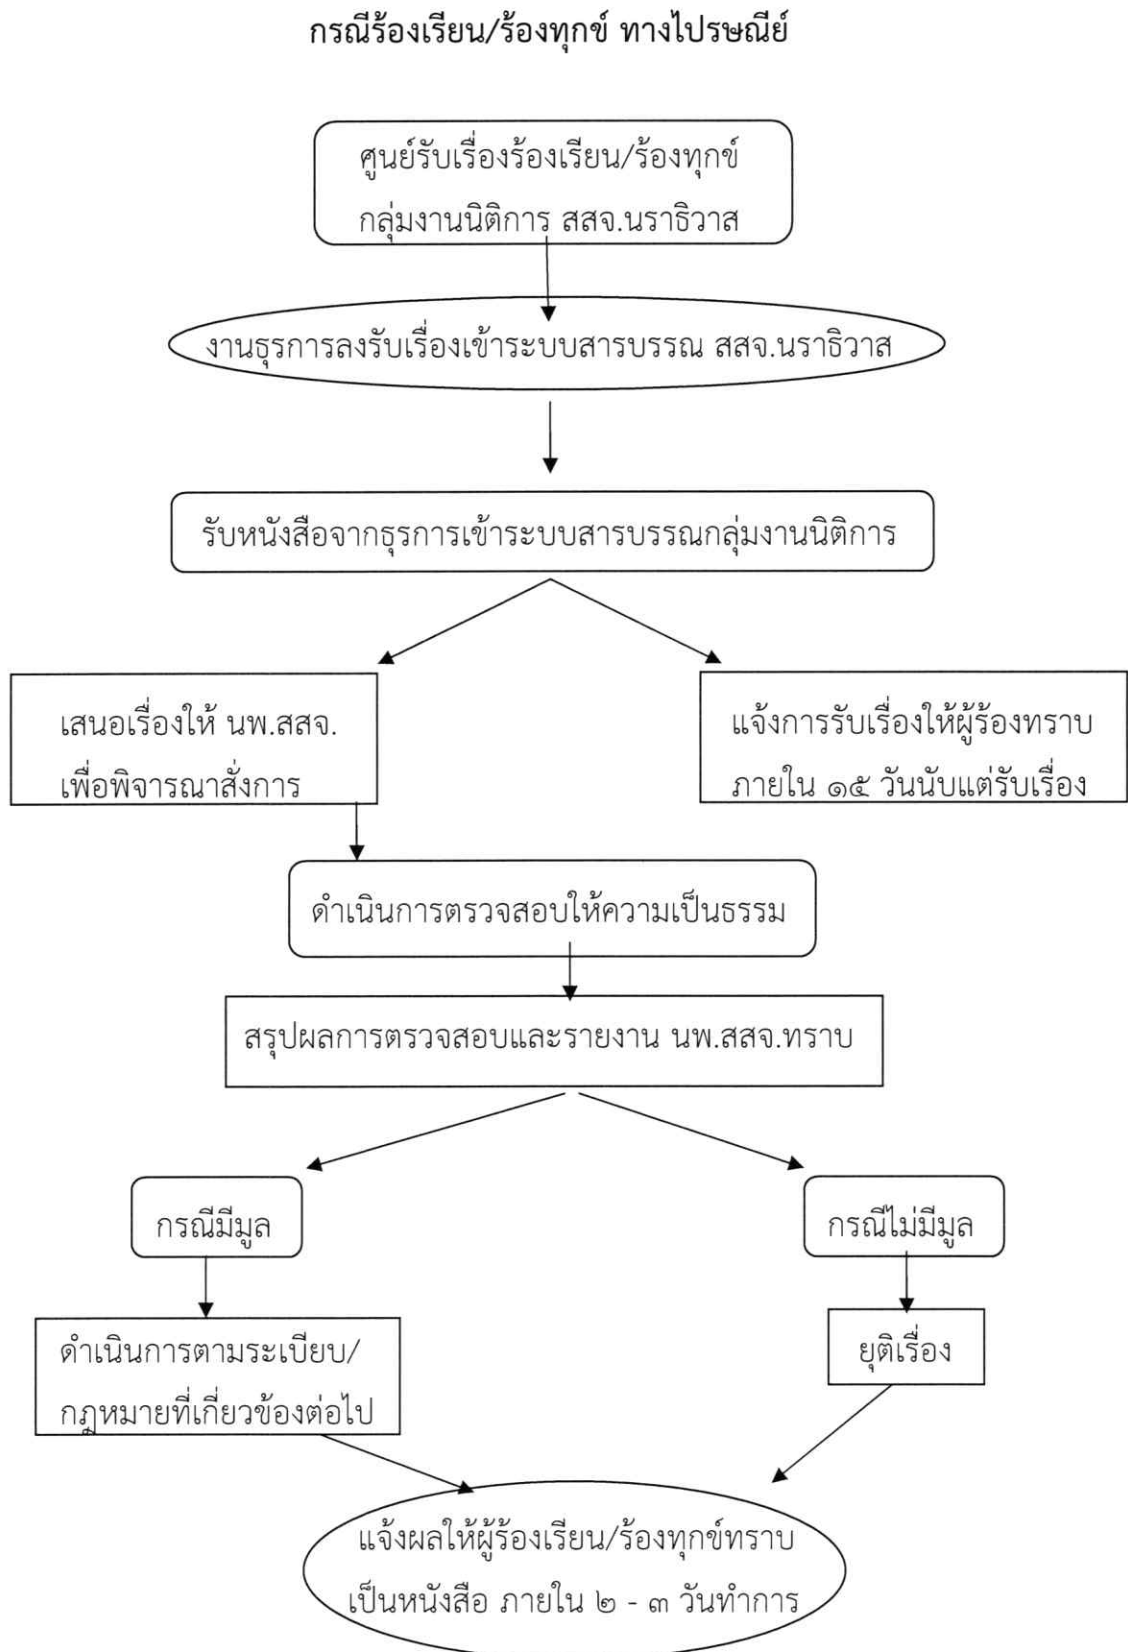 กรณีร้องเรียน/ร้องทุกข์ ทางไปรษณีย์
ศูนย์รับเรื่องร้องเรียน/ร้องทุกข์
กลุ่มงานนิติการ สสจ.นราธิวาส
งานธุรการลงรับเรื่องเข้าระบบสารบรรณ สสจ.นราธิวาส
รับหนังสือจากธุรการเข้าระบบสารบรรณกลุ่มงานนิติการ
เสนอเรื่องให้ นพ.สสจ.
เพื่อพิจารณาสั่งการ
แจ้งการรับเรื่องให้ผู้ร้องทราบ
ภายใน ๑๕ วันนับแต่รับเรื่อง
ดำเนินการตรวจสอบให้ความเป็นธรรม
สรุปผลการตรวจสอบและรายงาน นพ.สสจ.ทราบ
กรณีมีมูล
กรณีไม่มีมูล
ดำเนินการตามระเบียบ/
กฎหมายที่เกี่ยวข้องต่อไป
ยุติเรื่อง
แจ้งผลให้ผู้ร้องเรียน/ร้องทุกข์ทราบ
เป็นหนังสือ ภายใน ๒ - ๓ วันทำการ